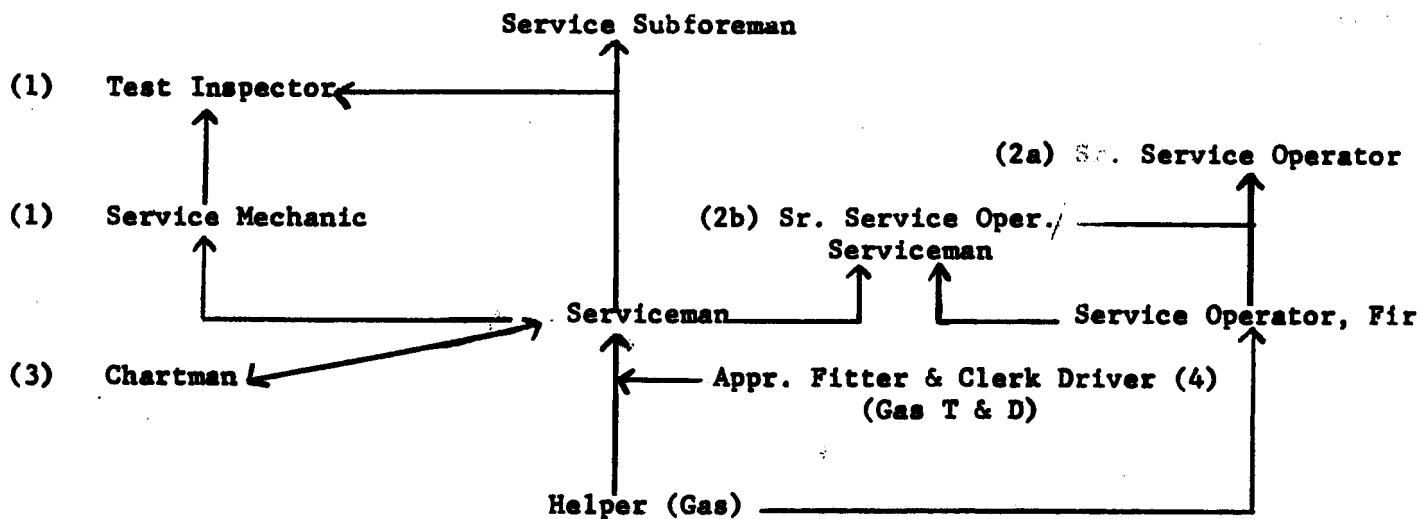 Service Subforeman
(1) Test Inspector
(2a) Sr. Service Operator
(1) Service Mechanic
(2b) Sr. Service Oper./
Serviceman
Serviceman
Service Operator, Fir
(3) Chartman
Appr. Fitter & Clerk Driver (4)
(Gas T & D)
Helper (Gas)